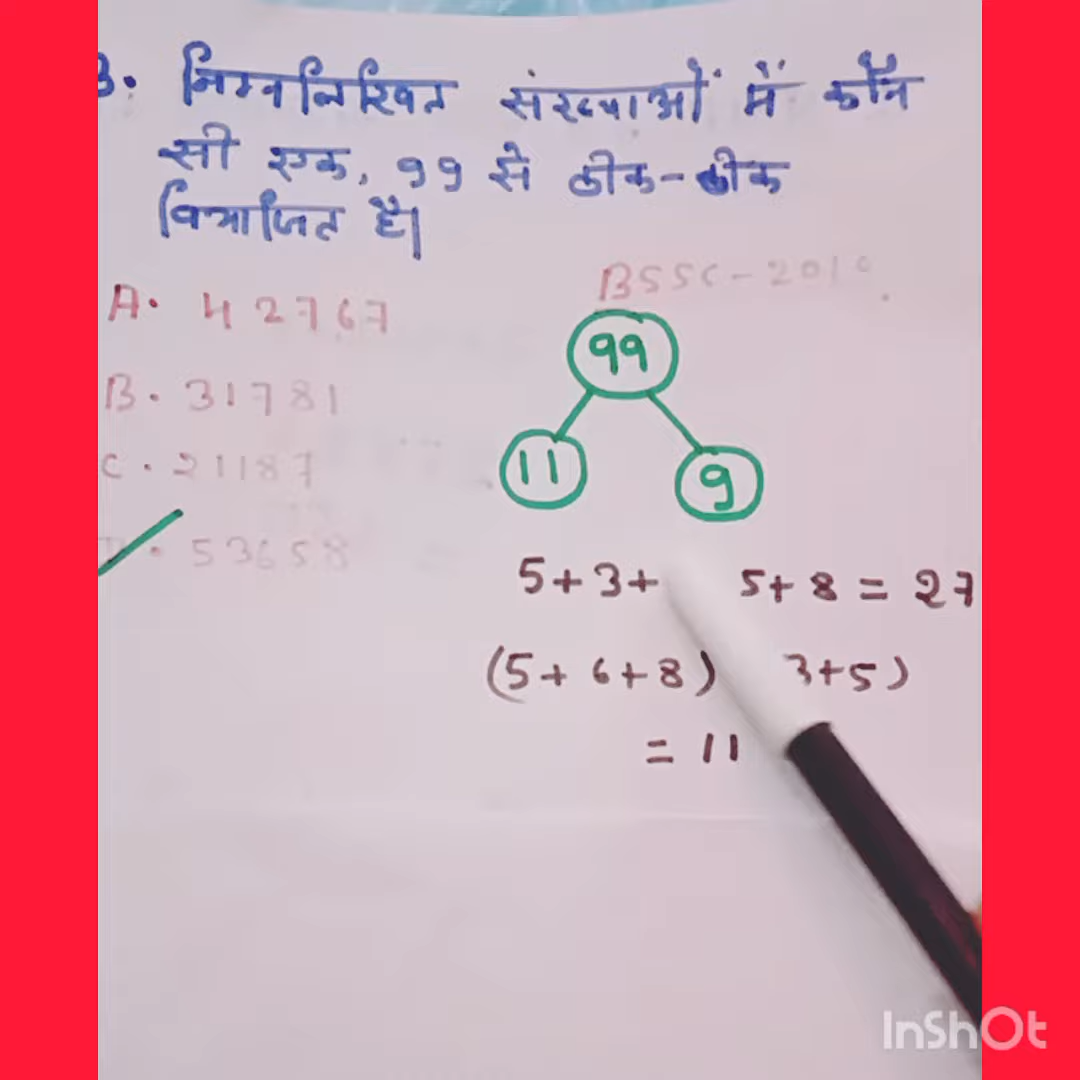 3. निम्नलिखित संख्याओं में कौन
सी एक, 99 से ठीक-ठीक
विभाजित है।
BSSC-201
A. 42767
B. 31781
C. 21187
D. 53658
99
11 9
5+3+ 5+8 = 27
(5+6+8) 3+5)
= 11
InShOt